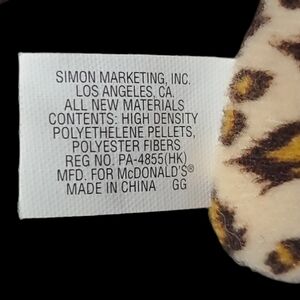 SIMON MARKETING, INC.
LOS ANGELES, CA.
ALL NEW MATERIALS
CONTENTS: HIGH DENSITY
POLYETHELENE PELLETS,
POLYESTER FIBERS
REG NO. PA-4855(HK)
MFD. FOR McDONALD'S®
MADE IN CHINA GG